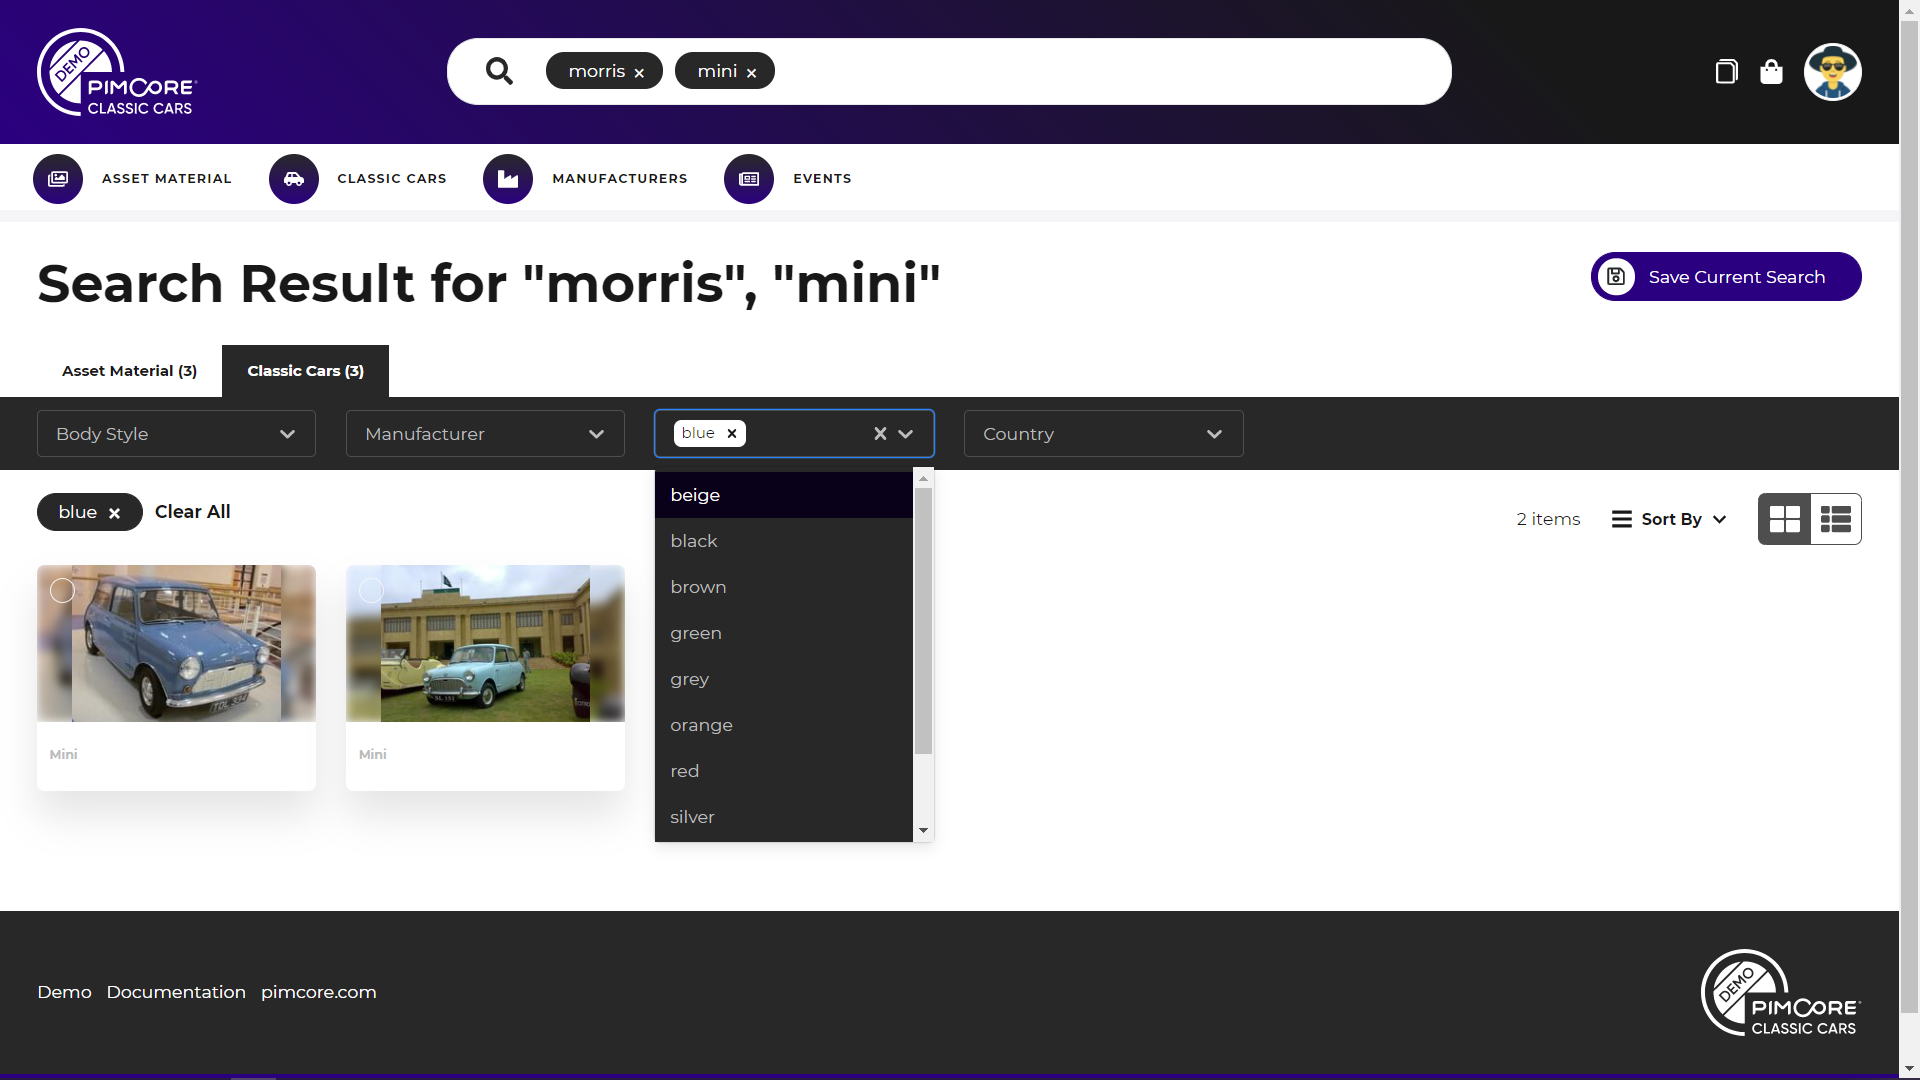 DEMO
PIMCORE
CLASSIC CARS
morris
mini
ASSET MATERIAL
CLASSIC CARS
MANUFACTURERS
EVENTS
Search Result for "morris", "mini"
Save Current Search
Asset Material (3)
Classic Cars (3)
Body Style
Manufacturer
blue
Country
beige
black
brown
green
grey
orange
red
silver
blue
Clear All
2 items
Sort By
Mini
Mini
Demo
Documentation
pimcore.com
DEMO
PIMCORE
CLASSIC CARS